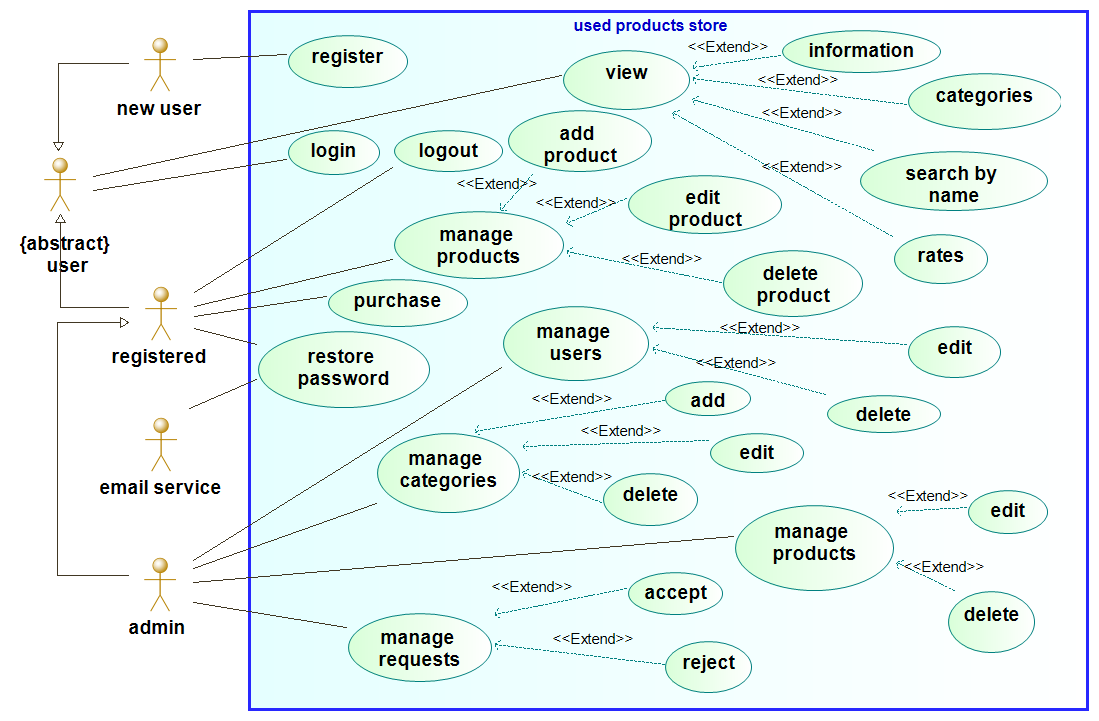 used products store
<<Extend>>
information
register
view
<<Extend>>
categories
new user
<<Extend>>
add
product
login
logout
<<Extend>>
search by
name
<<Extend>>
edit
product
<<Extend>>
{abstract}
user
manage
products
<<Extend>>
rates
delete
product
purchase
<<Extend>>
manage
users
edit
registered
restore
password
<<Extend>>
add
<<Extend>>
delete
<<Extend>>
edit
manage
categories
<<Extend>>
delete
email service
<<Extend>>
edit
manage
products
<<Extend>>
<<Extend>>
accept
delete
admin
manage
requests
<<Extend>>
reject